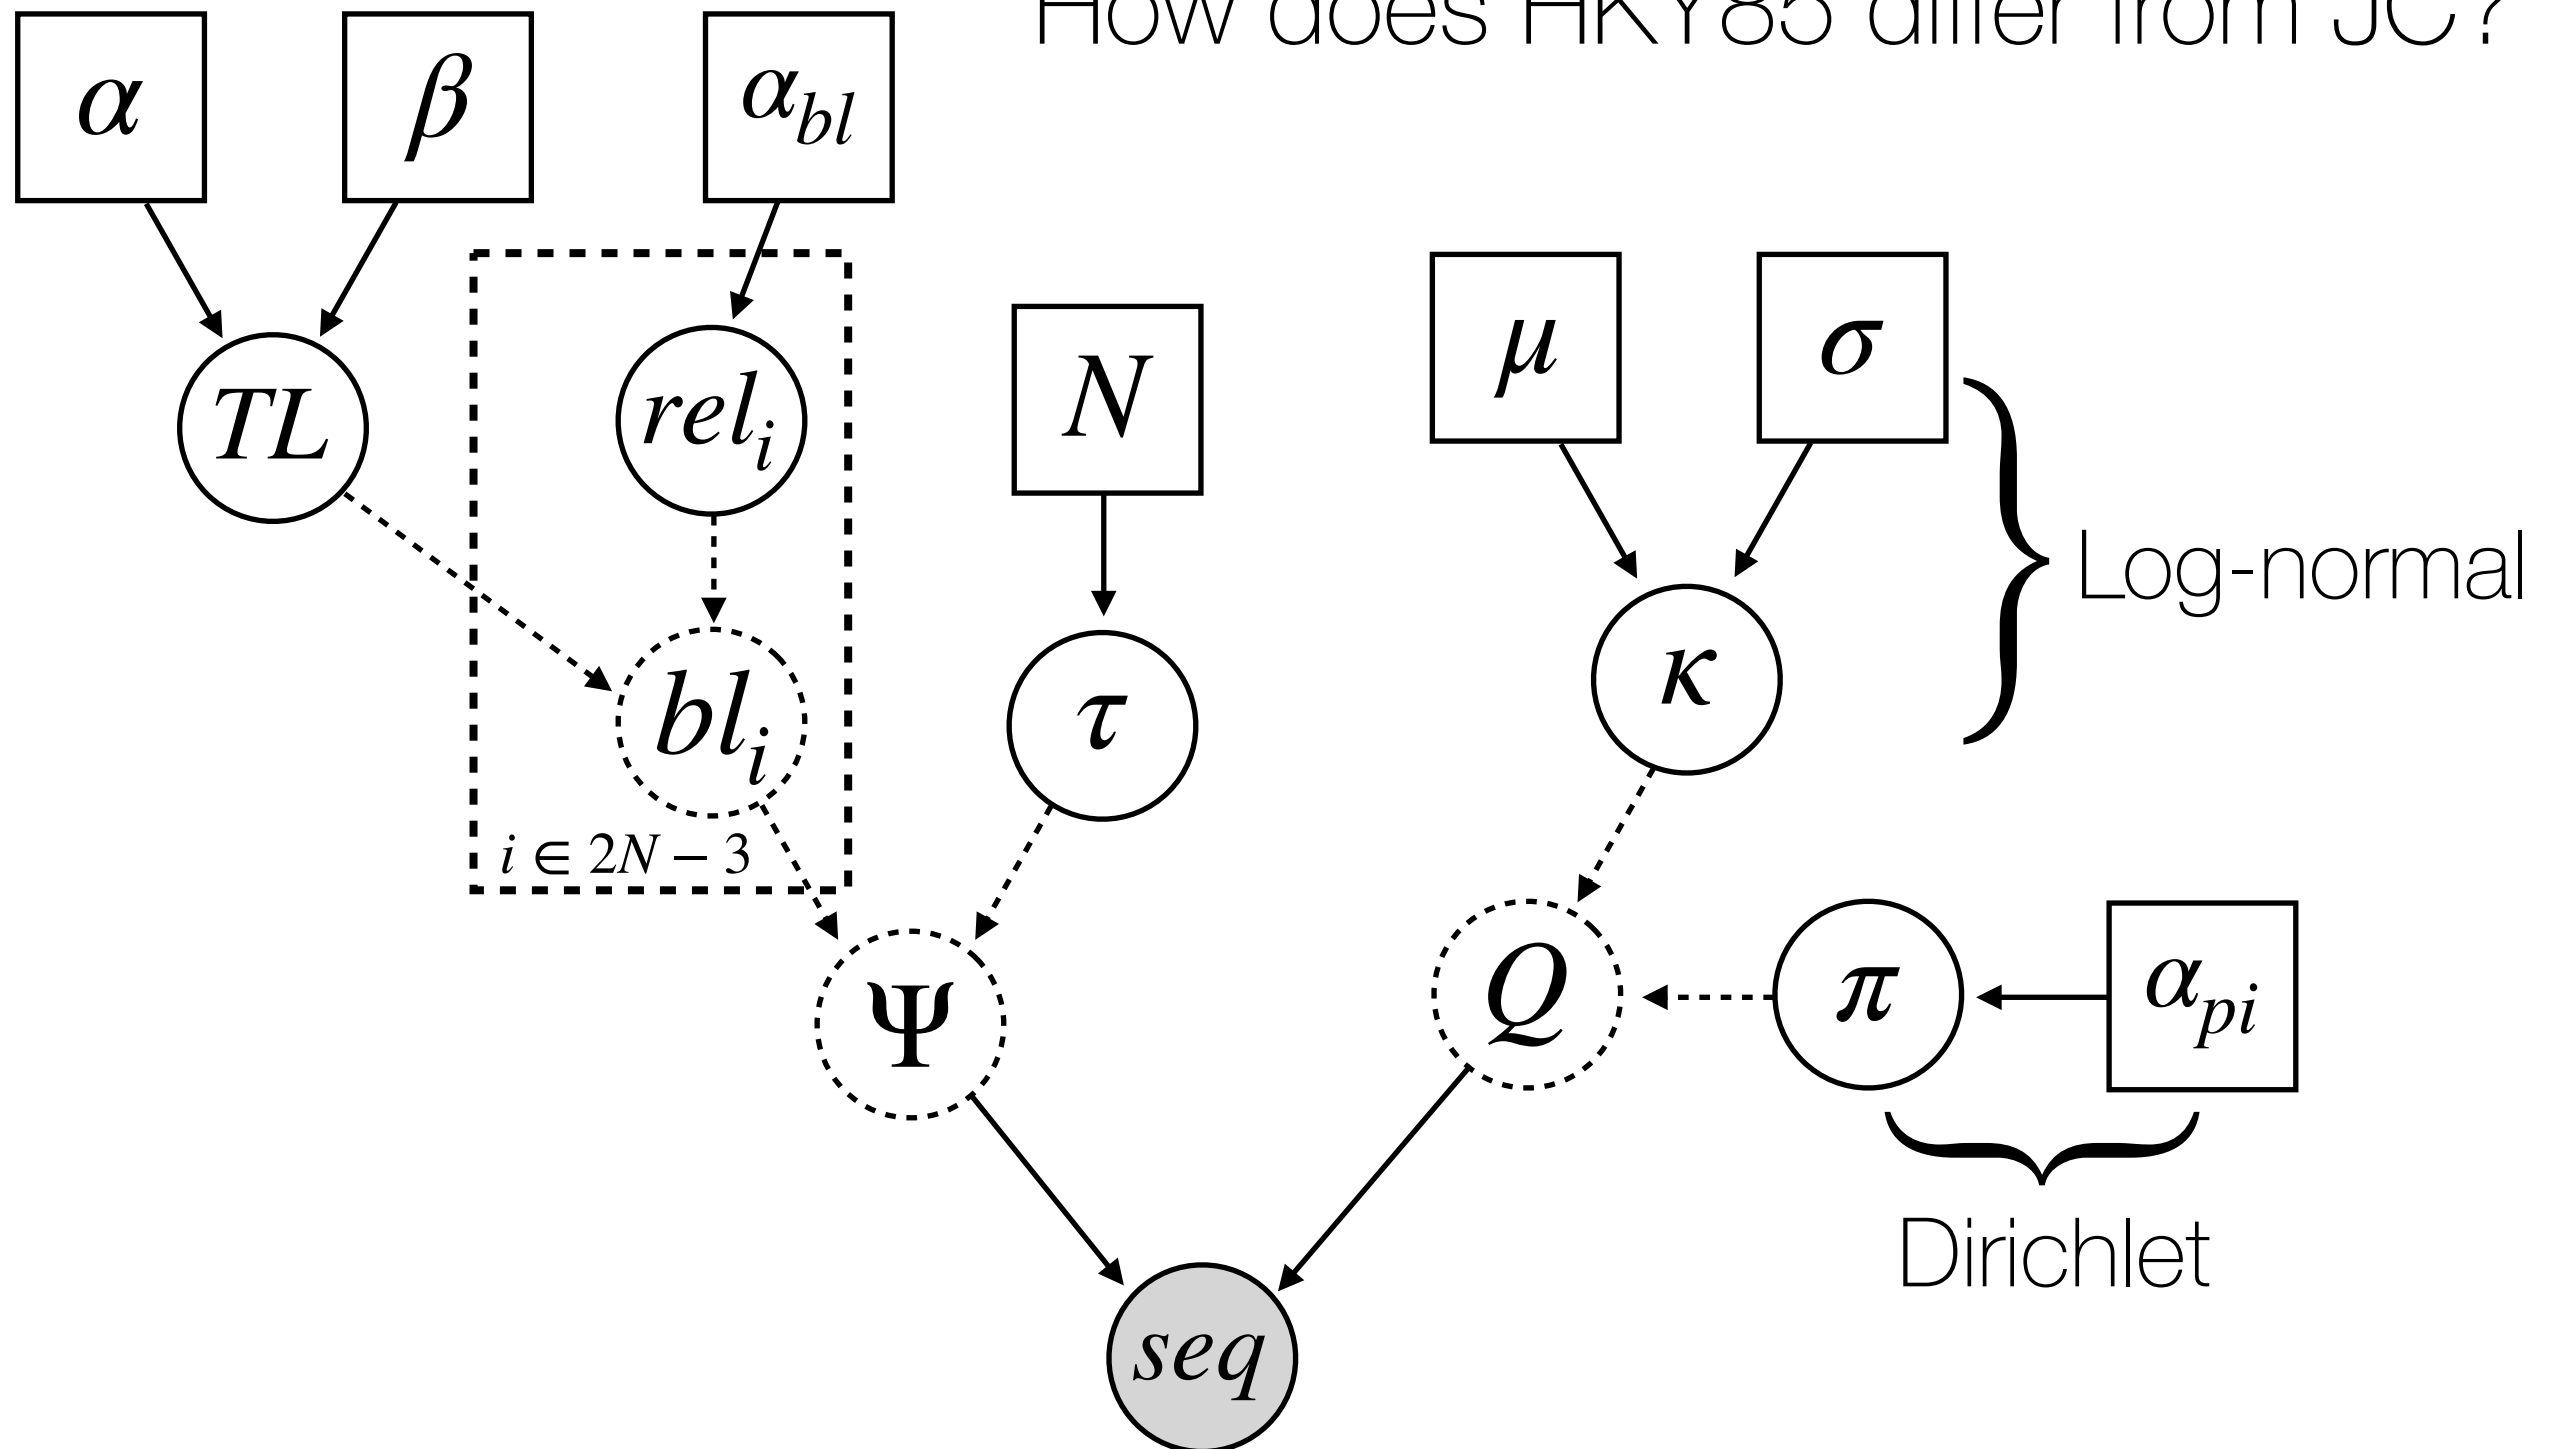 How does HKY85 differ from JC?
α
β
α_bl
TL
rel_i
N
μ
σ
Log-normal
bl_i
i ∈ 2N − 3
τ
κ
Ψ
Q
π
α_pi
Dirichlet
seq